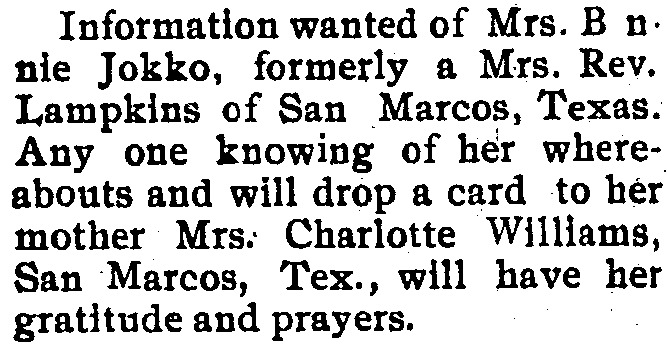 Information wanted of Mrs. B n-
nie Jokko, formerly a Mrs. Rev.
Lampkins of San Marcos, Texas.
Any one knowing of her where-
abouts and will drop a card to her
mother Mrs. Charlotte Williams,
San Marcos, Tex., will have her
gratitude and prayers.